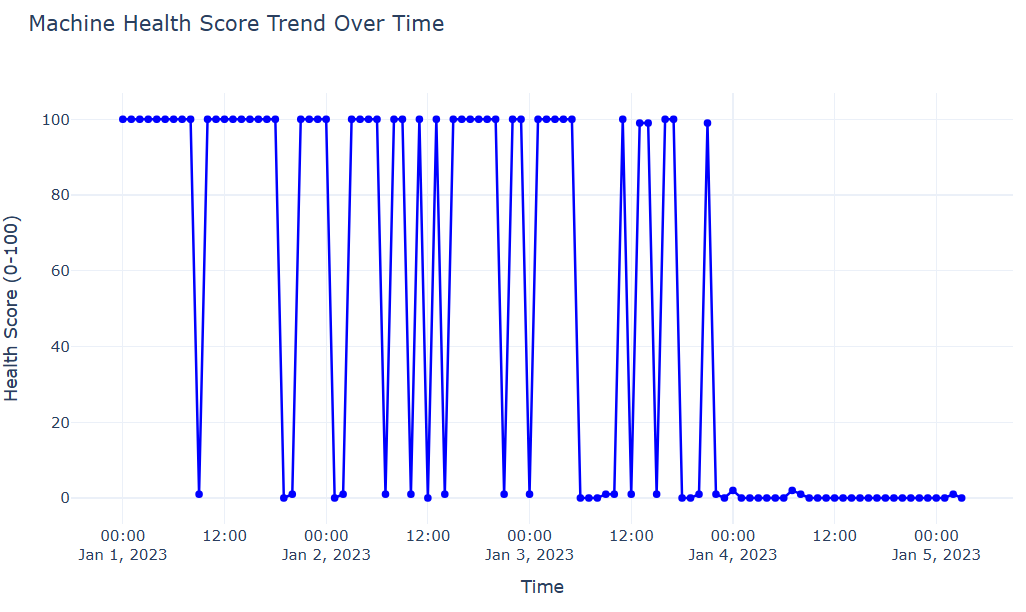 Machine Health Score Trend Over Time
Health Score (0-100)
100
80
60
40
20
0
00:00 12:00 00:00 12:00 00:00 12:00 00:00 12:00 00:00
Jan 1, 2023 Jan 2, 2023 Jan 3, 2023 Jan 4, 2023 Jan 5, 2023
Time